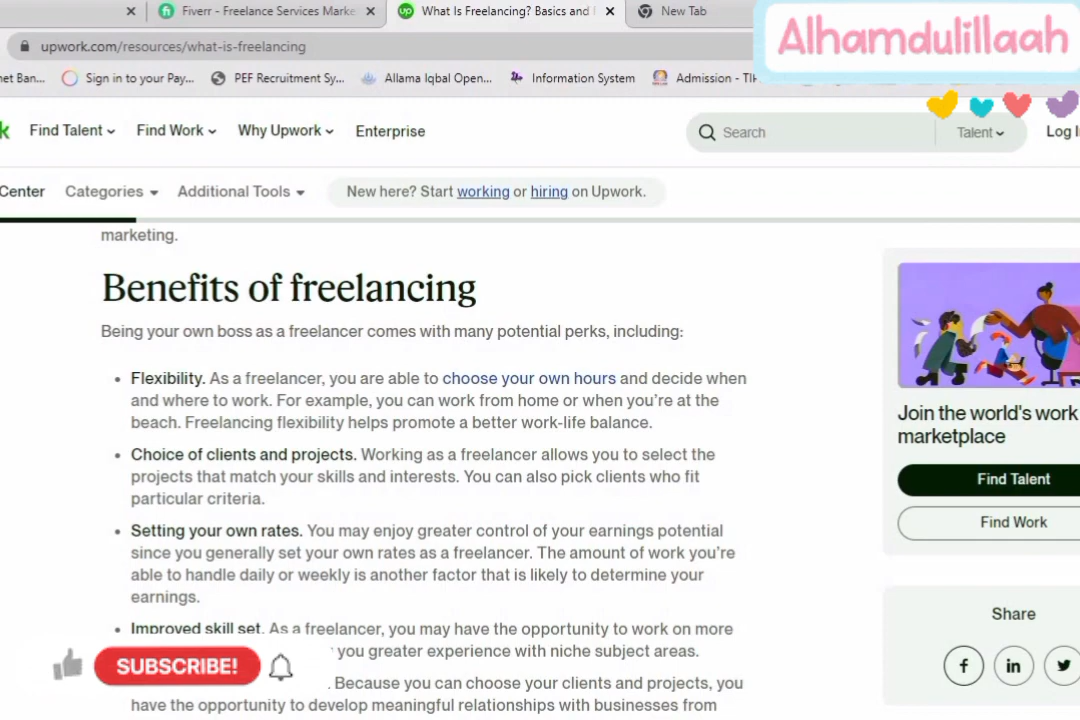 Fiverr - Freelance Services Marke
What Is Freelancing? Basics and
New Tab
upwork.com/resources/what-is-freelancing
Alhamdulillaah
net Ban...
Sign in to your Pay...
PEF Recruitment Sy...
Allama Iqbal Open...
Information System
Admission - TIP
Find Talent
Find Work
Why Upwork
Enterprise
Search
Talent
Log I
Center
Categories
Additional Tools
New here? Start working or hiring on Upwork.
marketing.
Benefits of freelancing
Being your own boss as a freelancer comes with many potential perks, including:
• Flexibility. As a freelancer, you are able to choose your own hours and decide when
and where to work. For example, you can work from home or when you’re at the
beach. Freelancing flexibility helps promote a better work-life balance.
• Choice of clients and projects. Working as a freelancer allows you to select the
projects that match your skills and interests. You can also pick clients who fit
particular criteria.
• Setting your own rates. You may enjoy greater control of your earnings potential
since you generally set your own rates as a freelancer. The amount of work you’re
able to handle daily or weekly is another factor that is likely to determine your
earnings.
• Improved skill set. As a freelancer, you may have the opportunity to work on more
you greater experience with niche subject areas.
. Because you can choose your clients and projects, you
have the opportunity to develop meaningful relationships with businesses from
SUBSCRIBE!
Join the world's work
marketplace
Find Talent
Find Work
Share